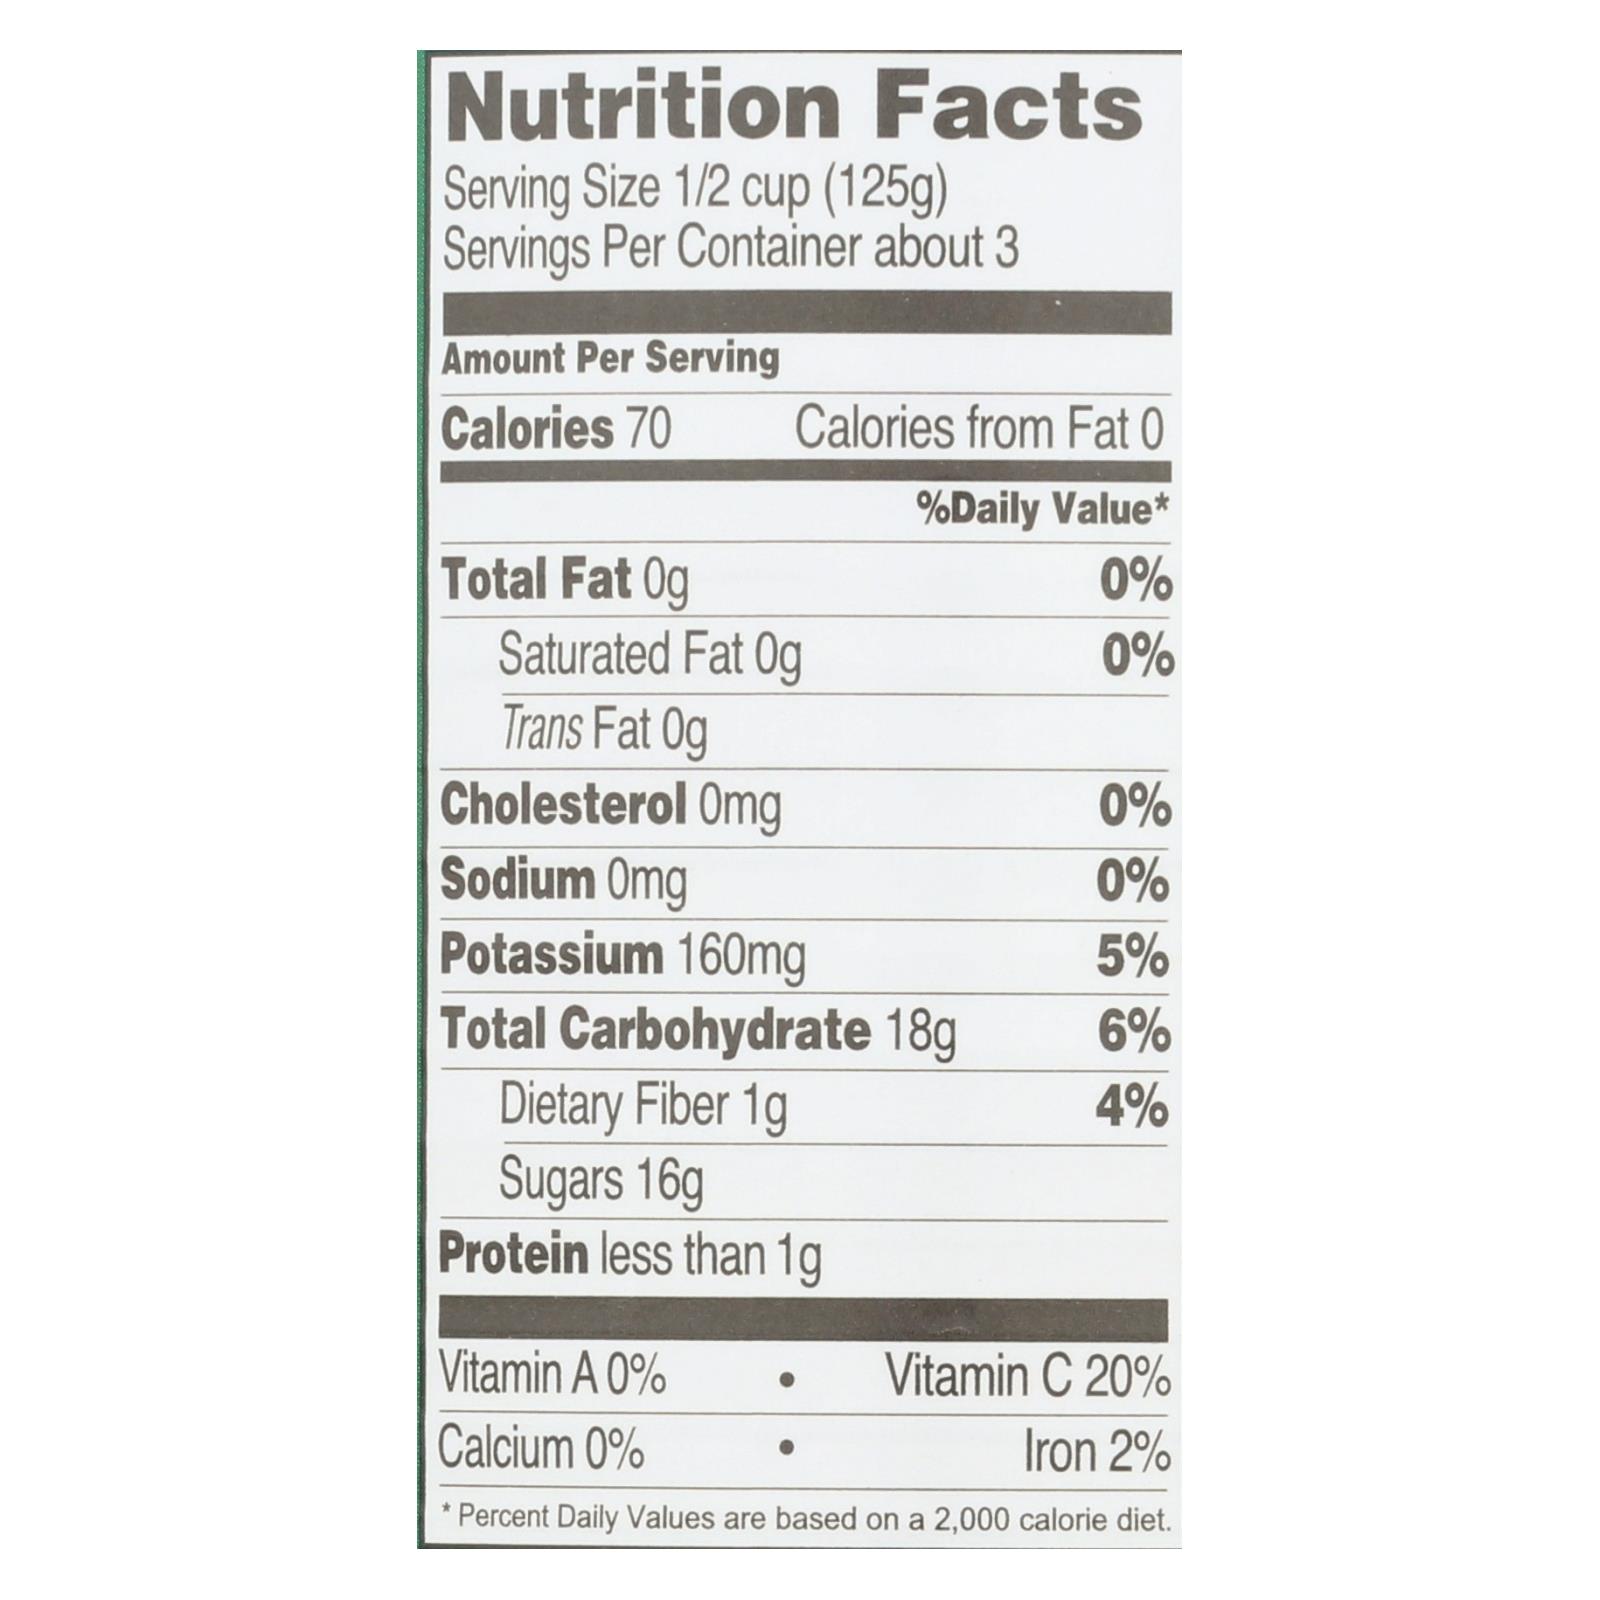 Nutrition Facts
Serving Size 1/2 cup (125g)
Servings Per Container about 3
Amount Per Serving
Calories 70 Calories from Fat 0
%Daily Value*
Total Fat 0g 0%
Saturated Fat 0g 0%
Trans Fat 0g
Cholesterol 0mg 0%
Sodium 0mg 0%
Potassium 160mg 5%
Total Carbohydrate 18g 6%
Dietary Fiber 1g 4%
Sugars 16g
Protein less than 1g
Vitamin A 0% • Vitamin C 20%
Calcium 0% • Iron 2%
* Percent Daily Values are based on a 2,000 calorie diet.